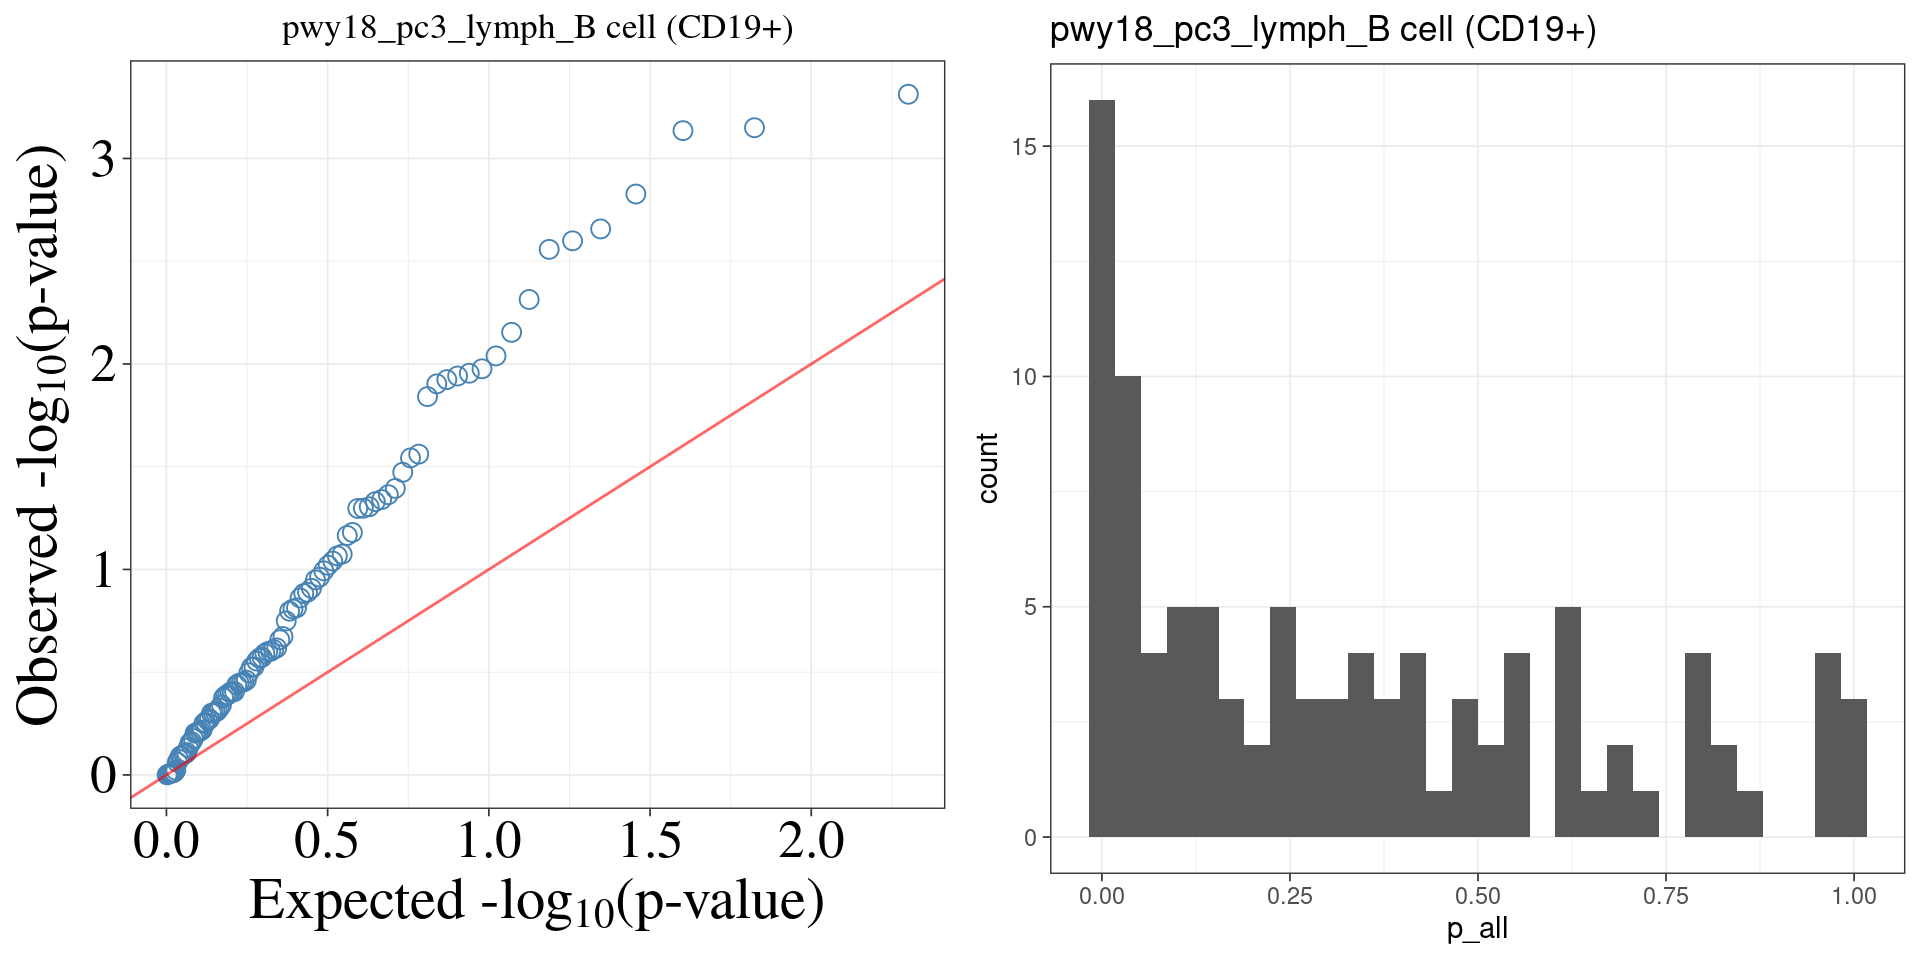 pwy18_pc3_lymph_B cell (CD19+)
Observed -log10(p-value)
3
2
1
0
0.0 0.5 1.0 1.5 2.0
Expected -log10(p-value)
pwy18_pc3_lymph_B cell (CD19+)
count
15
10
5
0
0.00 0.25 0.50 0.75 1.00
p_all